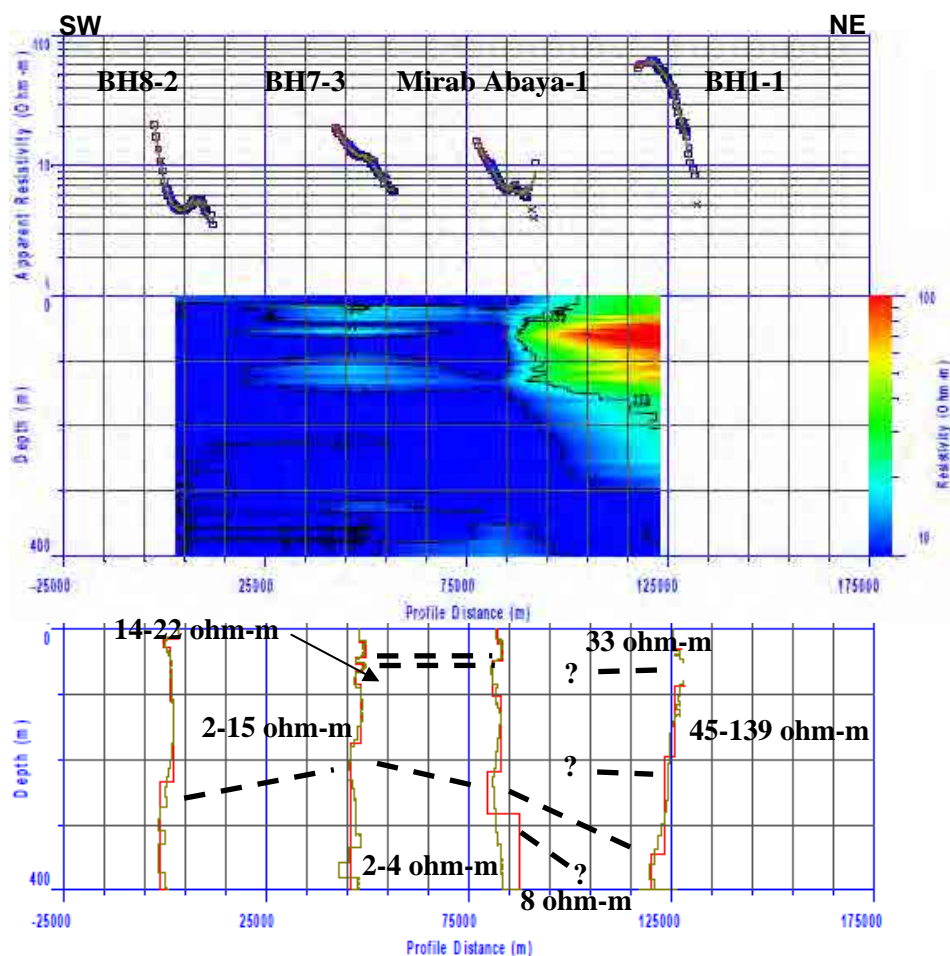 SW NE
100
BH8-2 BH7-3 Mirab Abaya-1 BH1-1
10
Apparent Resistivity (Ohm-m)
0
Depth (m)
400
-25000 25000 75000 125000 175000
Profile Distance (m)
100
10
Resistivity (Ohm-m)
0
14-22 ohm-m
33 ohm-m
?
2-15 ohm-m
45-139 ohm-m
?
Depth (m)
2-4 ohm-m
?
8 ohm-m
400
-25000 25000 75000 125000 175000
Profile Distance (m)